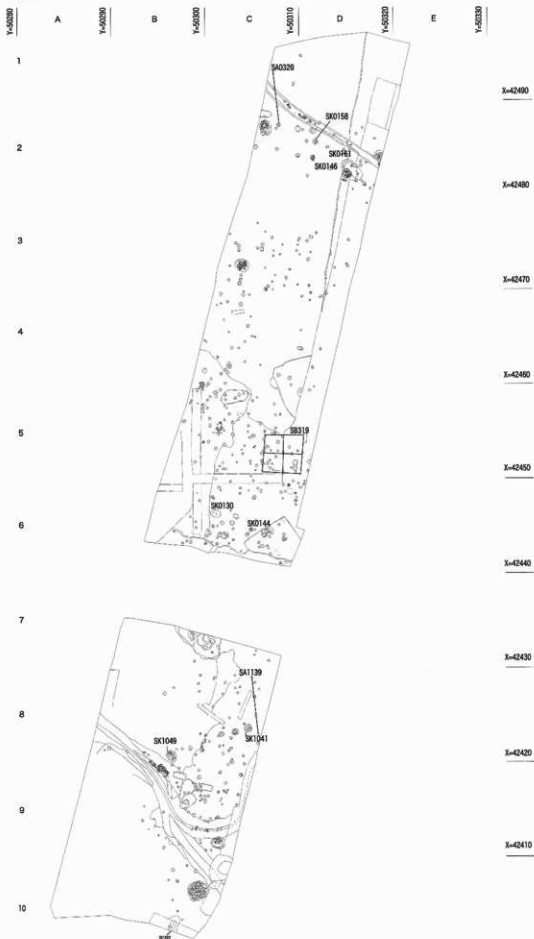 Y=50280
A
Y=50290
B
Y=50300
C
Y=50310
D
Y=50320
E
Y=50330
1
SA0320
X=42490
SK0158
2
SK0161
SK0146
X=42480
3
X=42470
4
X=42460
5
SB319
X=42450
SK0130
6
SK0144
X=42440
7
X=42430
SA1139
8
SK1041
SK1049
X=42420
9
X=42410
10